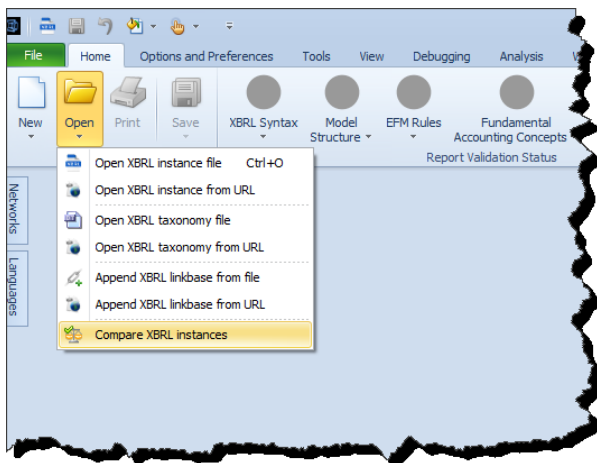 XBRL
File
Home
Options and Preferences
Tools
View
Debugging
Analysis
New
Open
Print
Save
XBRL Syntax
Model
Structure
EFM Rules
Fundamental
Accounting Concepts
Report Validation Status
Networks
Languages
Open XBRL instance file Ctrl+O
Open XBRL instance from URL
Open XBRL taxonomy file
Open XBRL taxonomy from URL
Append XBRL linkbase from file
Append XBRL linkbase from URL
Compare XBRL instances